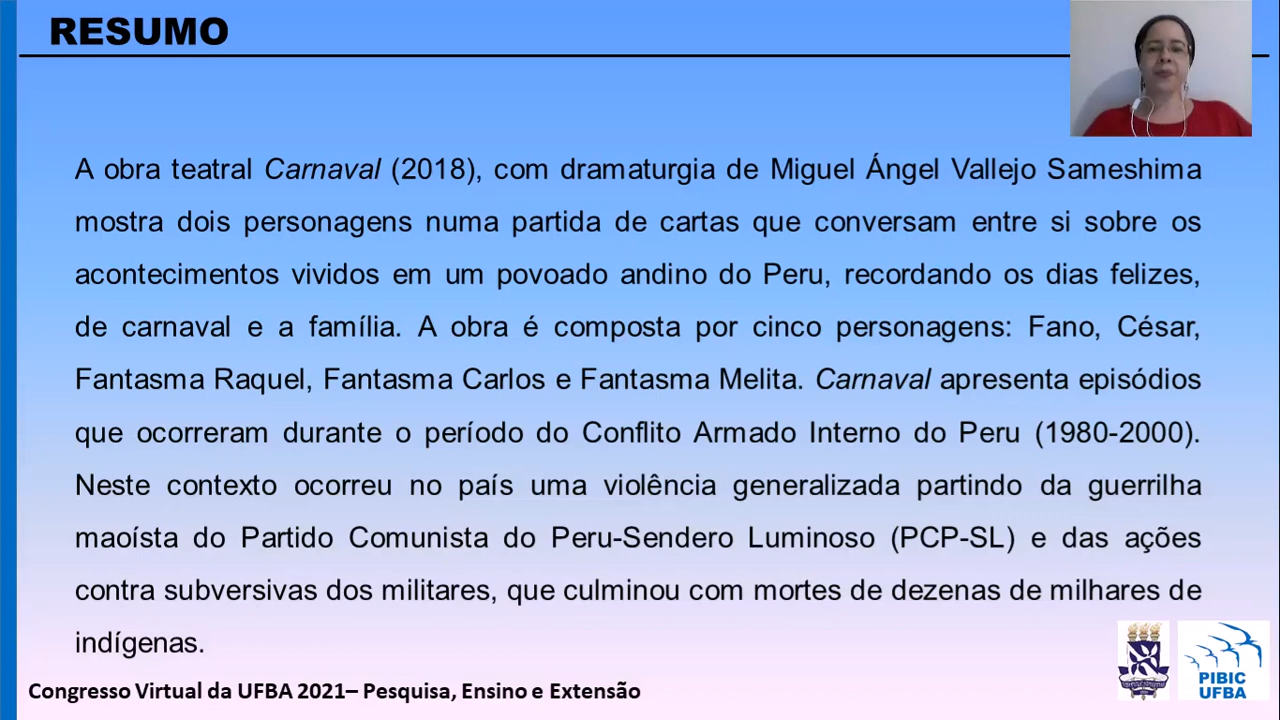 RESUMO
A obra teatral Carnaval (2018), com dramaturgia de Miguel Ángel Vallejo Sameshima
mostra dois personagens numa partida de cartas que conversam entre si sobre os
acontecimentos vividos em um povoado andino do Peru, recordando os dias felizes,
de carnaval e a família. A obra é composta por cinco personagens: Fano, César,
Fantasma Raquel, Fantasma Carlos e Fantasma Melita. Carnaval apresenta episódios
que ocorreram durante o período do Conflito Armado Interno do Peru (1980-2000).
Neste contexto ocorreu no país uma violência generalizada partindo da guerrilha
maoísta do Partido Comunista do Peru-Sendero Luminoso (PCP-SL) e das ações
contra subversivas dos militares, que culminou com mortes de dezenas de milhares de
indígenas.
PIBIC
UFBA
Congresso Virtual da UFBA 2021– Pesquisa, Ensino e Extensão